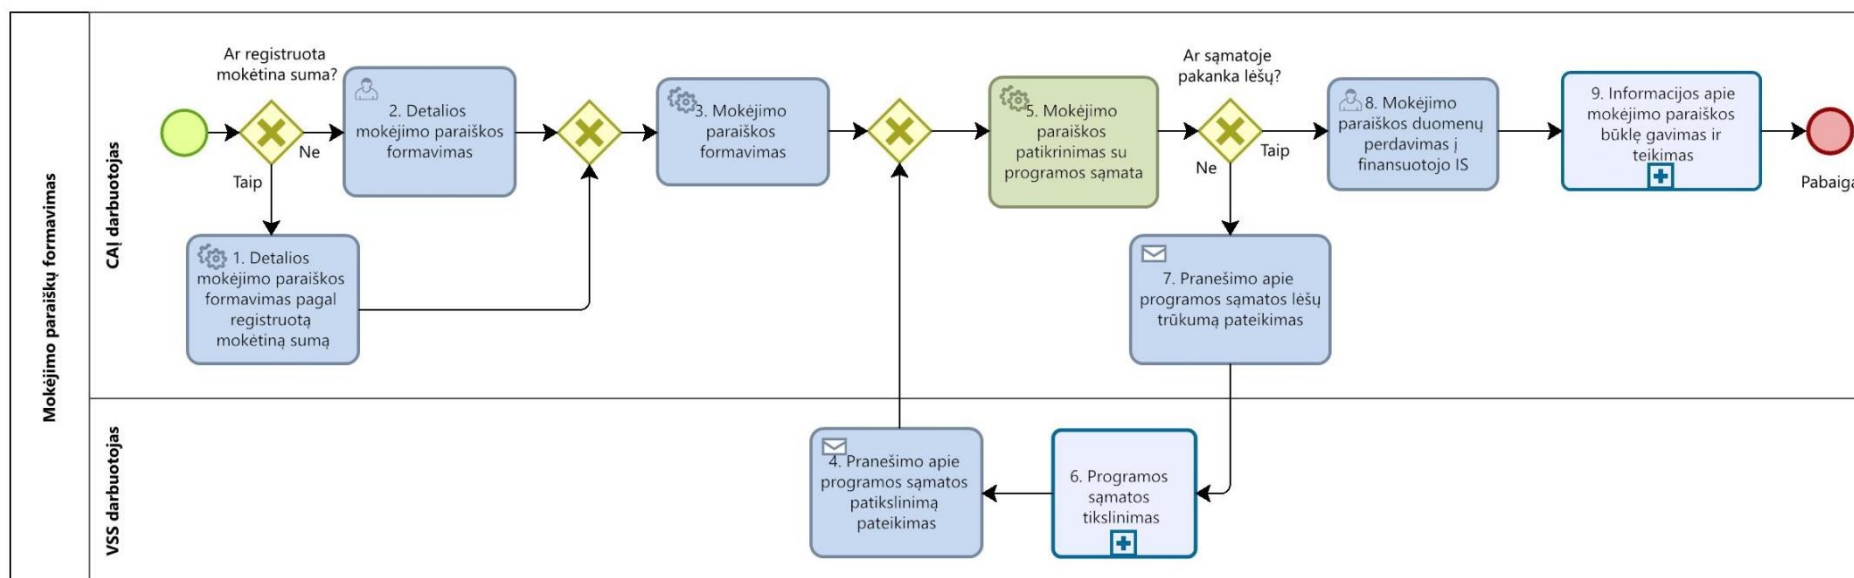 Mokėjimo paraiškų formavimas
CAĮ darbuotojas
Ar registruota
mokėtina suma?
Ne
Taip
2. Detalios
mokėjimo paraiškos
formavimas
1. Detalios
mokėjimo paraiškos
formavimas pagal
registruotą
mokėtiną sumą
3. Mokėjimo
paraiškos
formavimas
5. Mokėjimo
paraiškos
patikrinimas su
programos sąmata
Ar sąmatoje
pakanka lėšų?
Taip
Ne
8. Mokėjimo
paraiškos duomenų
perdavimas į
finansuotojo IS
9. Informacijos apie
mokėjimo paraiškos
būklę gavimas ir
teikimas
Pabaiga
7. Pranešimo apie
programos sąmatos lėšų
trūkumą pateikimas
VSS darbuotojas
4. Pranešimo apie
programos sąmatos
patikslinimą
pateikimas
6. Programos
sąmatos
tikslinimas